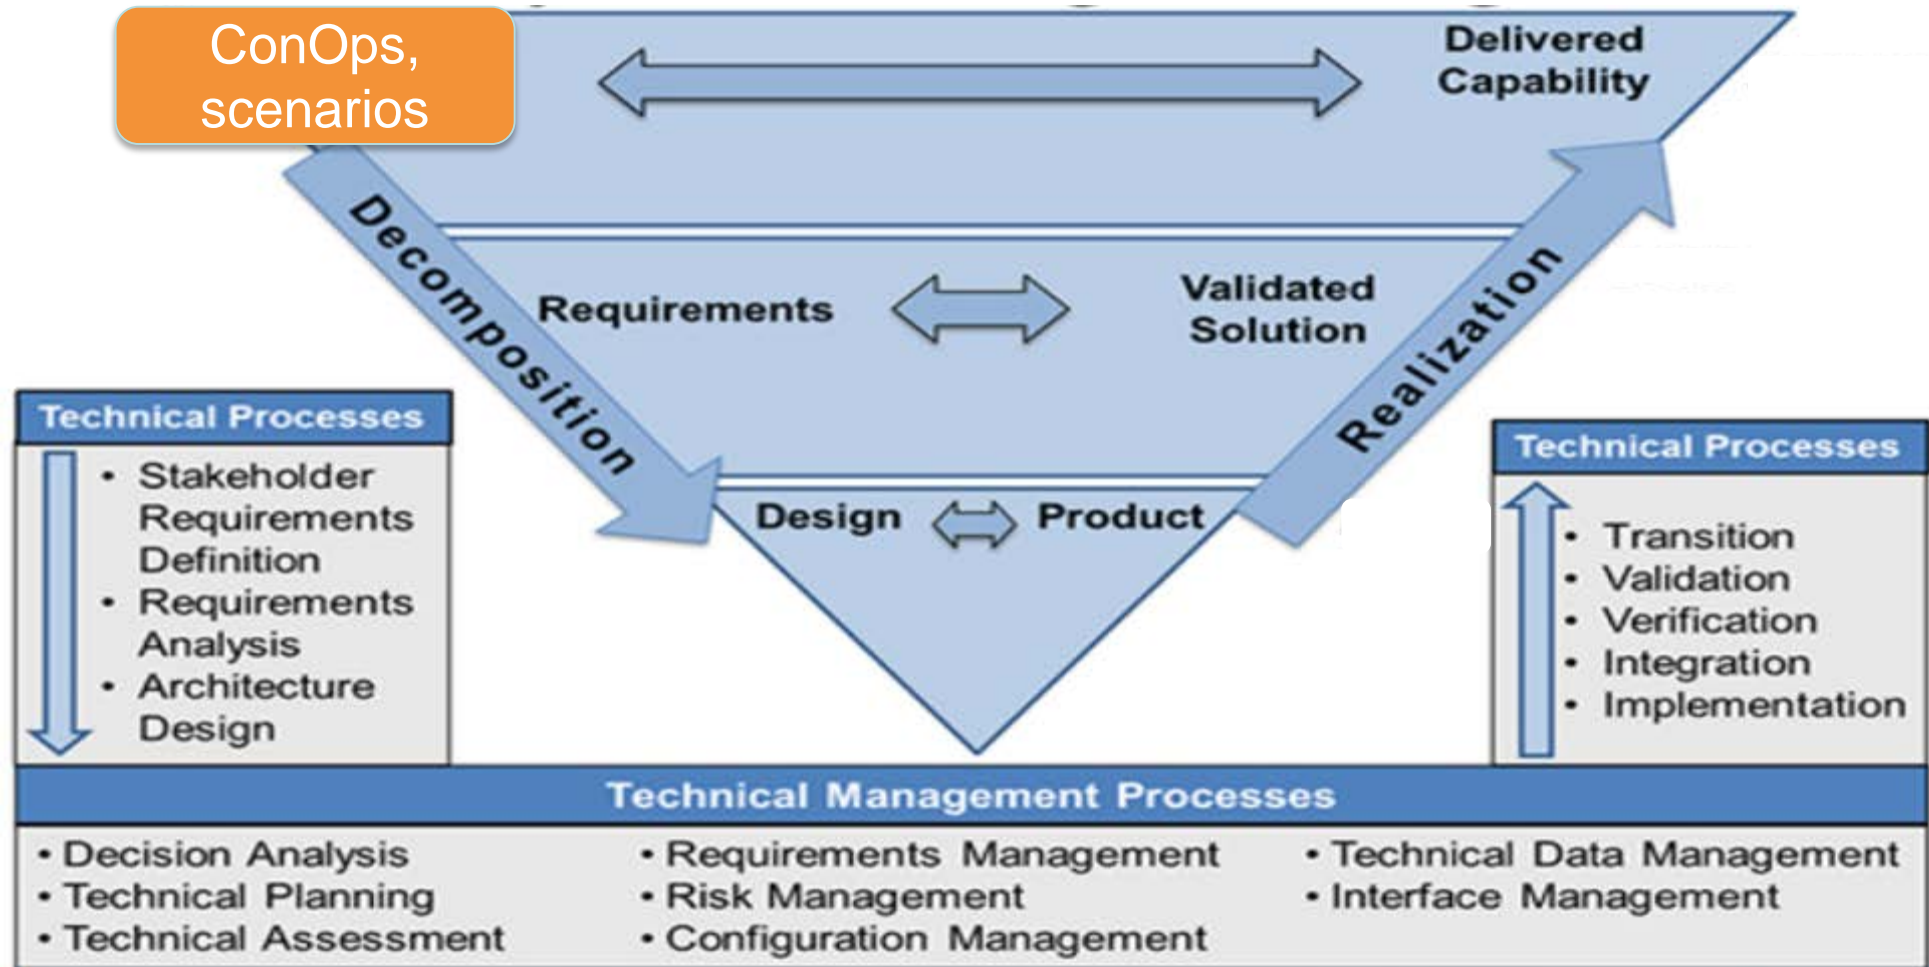 ConOps,
scenarios
Delivered
Capability
Decomposition
Requirements
Validated
Solution
Realization
Design
Product
Technical Processes
• Stakeholder
Requirements
Definition
• Requirements
Analysis
• Architecture
Design
Technical Processes
• Transition
• Validation
• Verification
• Integration
• Implementation
Technical Management Processes
• Decision Analysis
• Technical Planning
• Technical Assessment
• Requirements Management
• Risk Management
• Configuration Management
• Technical Data Management
• Interface Management